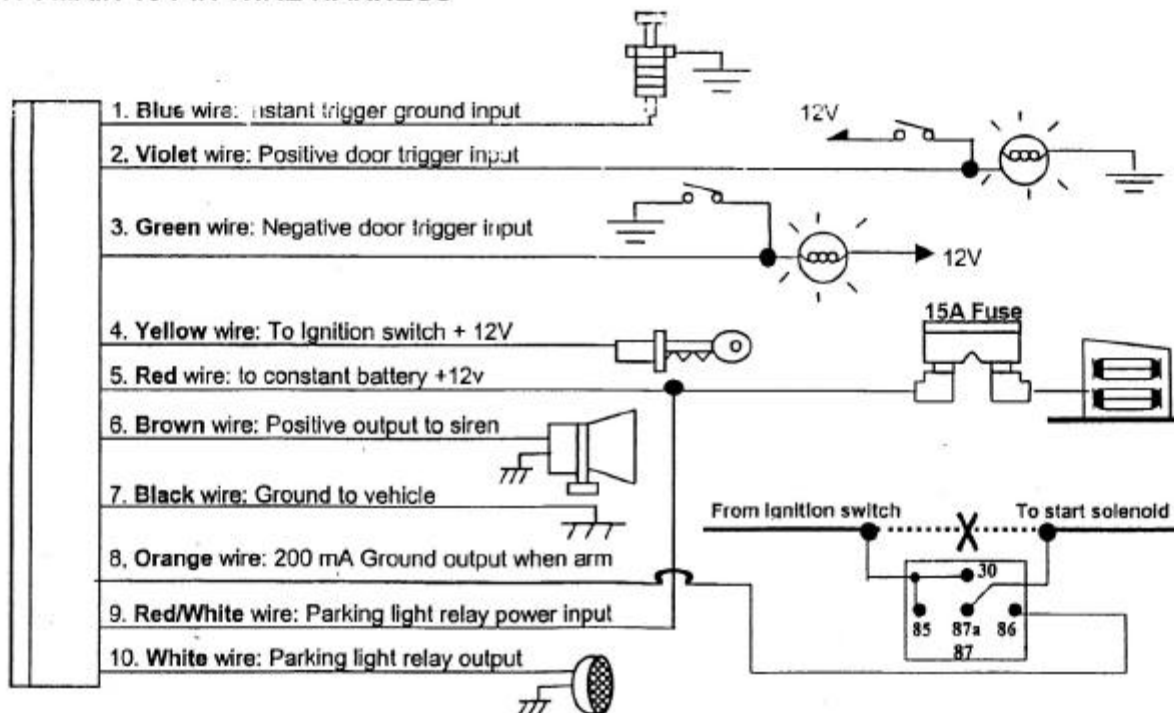 1. Blue wire: instant trigger ground input
12V
2. Violet wire: Positive door trigger input
3. Green wire: Negative door trigger input
12V
15A Fuse
4. Yellow wire: To Ignition switch + 12V
5. Red wire: to constant battery +12v
6. Brown wire: Positive output to siren
7. Black wire: Ground to vehicle
From Ignition switch
To start solenoid
8, Orange wire: 200 mA Ground output when arm
30
9. Red/White wire: Parking light relay power input
85 87a 86
87
10. White wire: Parking light relay output